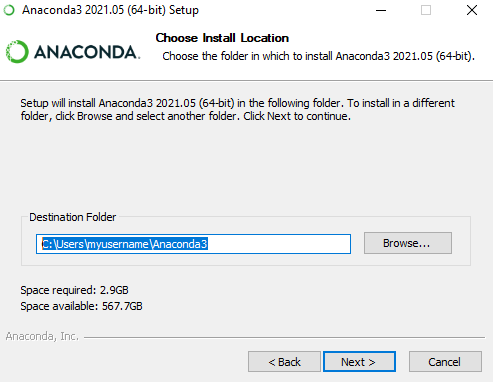 Anaconda3 2021.05 (64-bit) Setup
ANACONDA.
Choose Install Location
Choose the folder in which to install Anaconda3 2021.05 (64-bit).
Setup will install Anaconda3 2021.05 (64-bit) in the following folder. To install in a different
folder, click Browse and select another folder. Click Next to continue.
Destination Folder
C:\Users\myusername\Anaconda3
Browse...
Space required: 2.9GB
Space available: 567.7GB
Anaconda, Inc.
< Back
Next >
Cancel